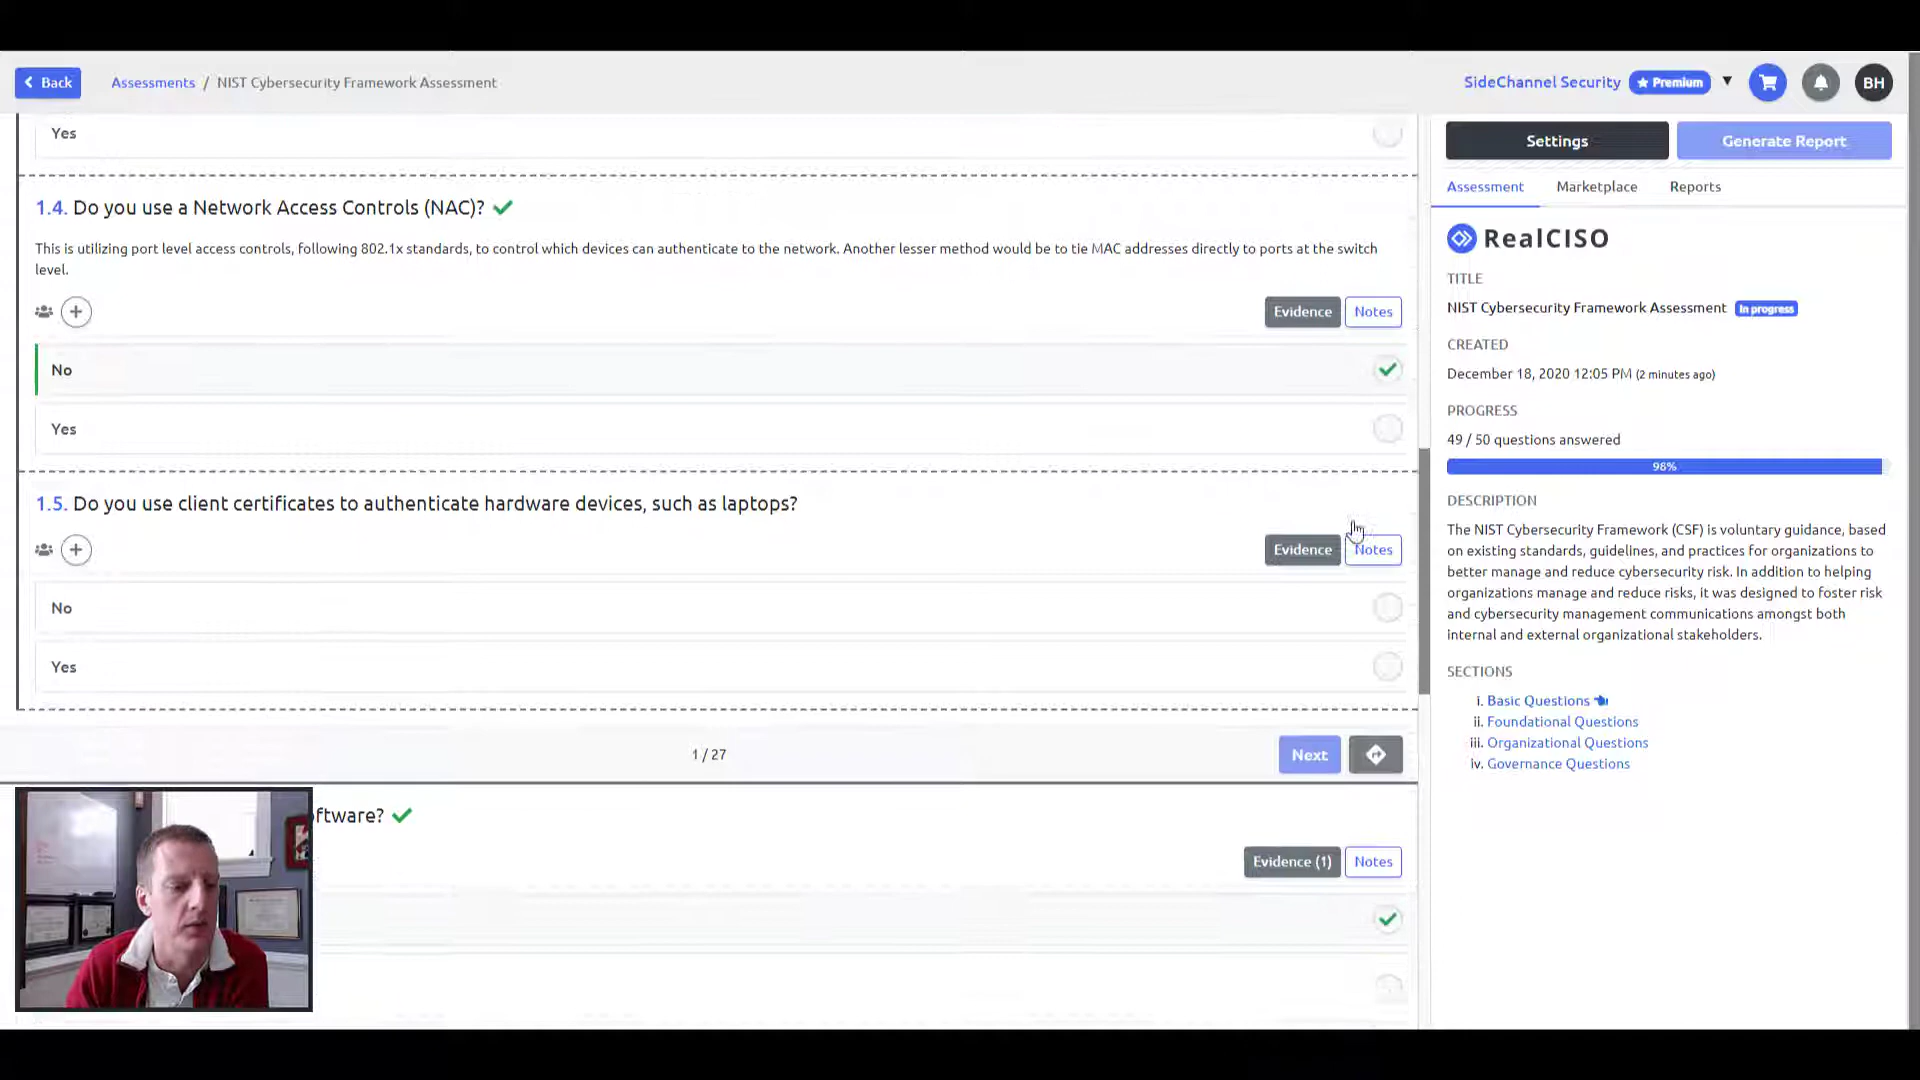 Back
Assessments / NIST Cybersecurity Framework Assessment
SideChannel Security
Premium
BH
Yes
1.4. Do you use a Network Access Controls (NAC)?
This is utilizing port level access controls, following 802.1x standards, to control which devices can authenticate to the network. Another lesser method would be to tie MAC addresses directly to ports at the switch
level.
Evidence
Notes
No
Yes
1.5. Do you use client certificates to authenticate hardware devices, such as laptops?
Evidence
Notes
No
Yes
1 / 27
Next
oftware?
Evidence (1)
Notes
Settings
Generate Report
Assessment
Marketplace
Reports
RealCISO
TITLE
NIST Cybersecurity Framework Assessment In progress
CREATED
December 18, 2020 12:05 PM (2 minutes ago)
PROGRESS
49 / 50 questions answered
98%
DESCRIPTION
The NIST Cybersecurity Framework (CSF) is voluntary guidance, based
on existing standards, guidelines, and practices for organizations to
better manage and reduce cybersecurity risk. In addition to helping
organizations manage and reduce risks, it was designed to foster risk
and cybersecurity management communications amongst both
internal and external organizational stakeholders.
SECTIONS
i. Basic Questions
ii. Foundational Questions
iii. Organizational Questions
iv. Governance Questions